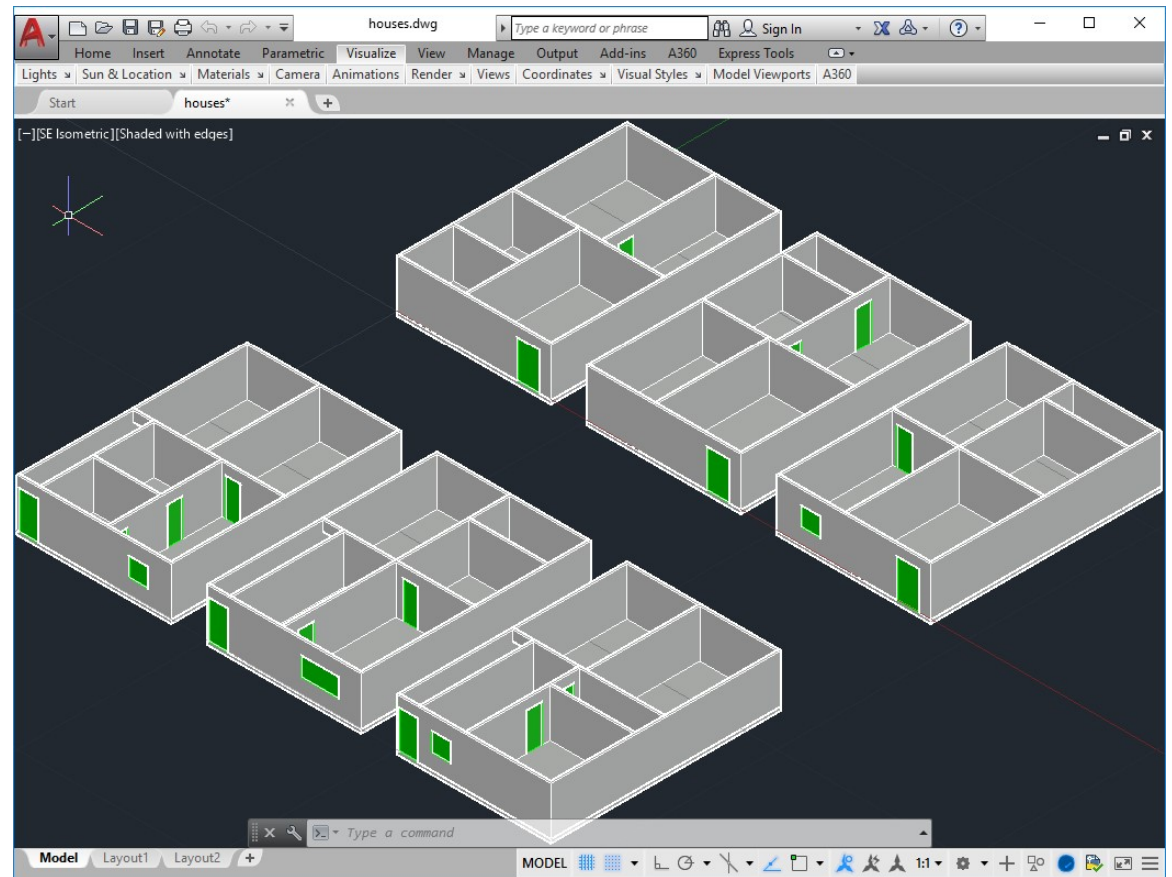 houses.dwg
Type a keyword or phrase
Sign In
Home Insert Annotate Parametric Visualize View Manage Output Add-ins A360 Express Tools
Lights Sun & Location Materials Camera Animations Render Views Coordinates Visual Styles Model Viewports A360
Start houses*
[−][SE Isometric][Shaded with edges]
Type a command
Model Layout1 Layout2 +
MODEL 1:1